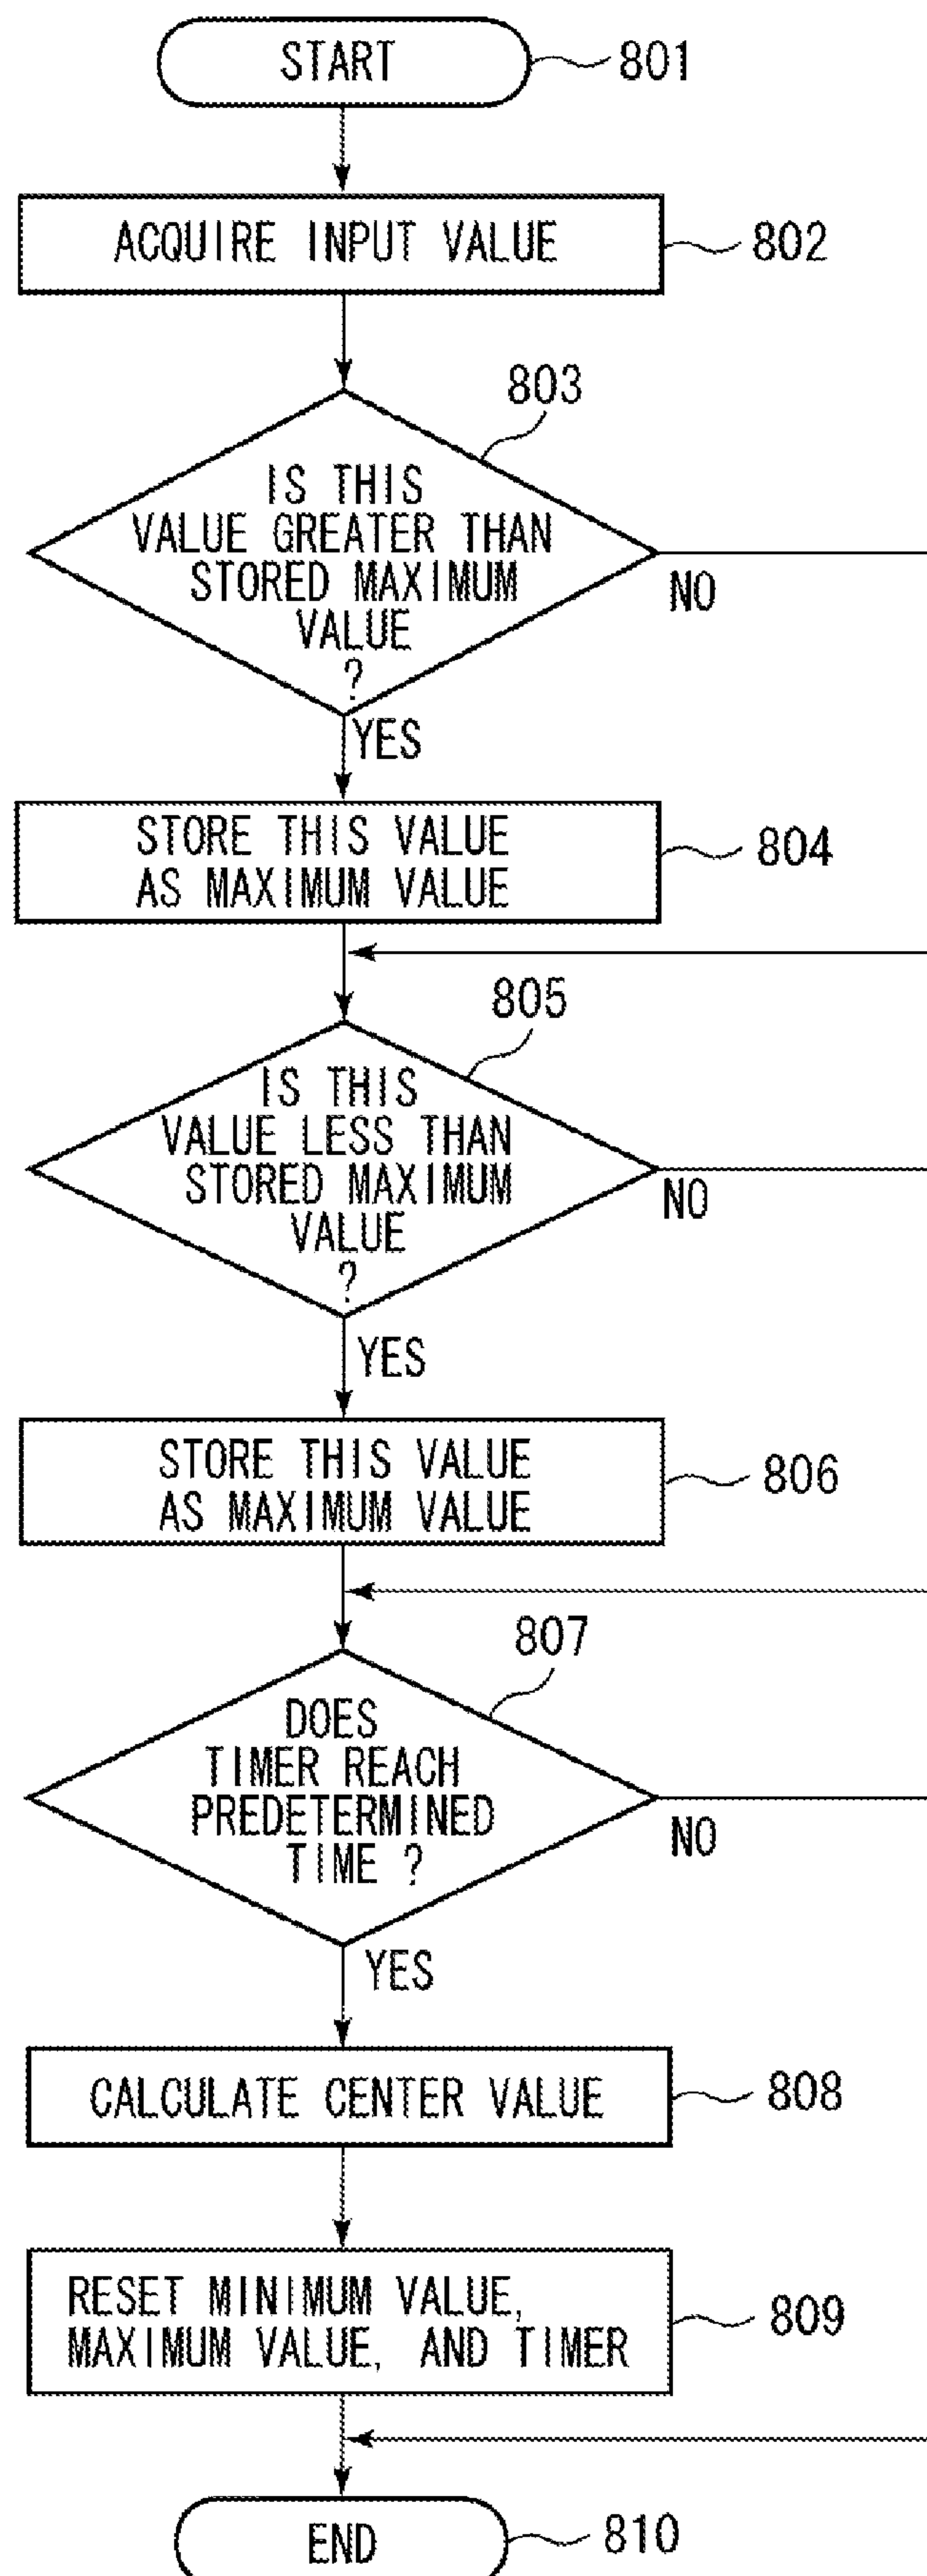 START
801
ACQUIRE INPUT VALUE
802
803
IS THIS
VALUE GREATER THAN
STORED MAXIMUM
VALUE
?
NO
YES
STORE THIS VALUE
AS MAXIMUM VALUE
804
805
IS THIS
VALUE LESS THAN
STORED MAXIMUM
VALUE
?
NO
YES
STORE THIS VALUE
AS MAXIMUM VALUE
806
807
DOES
TIMER REACH
PREDETERMINED
TIME ?
NO
YES
CALCULATE CENTER VALUE
808
RESET MINIMUM VALUE,
MAXIMUM VALUE, AND TIMER
809
END
810